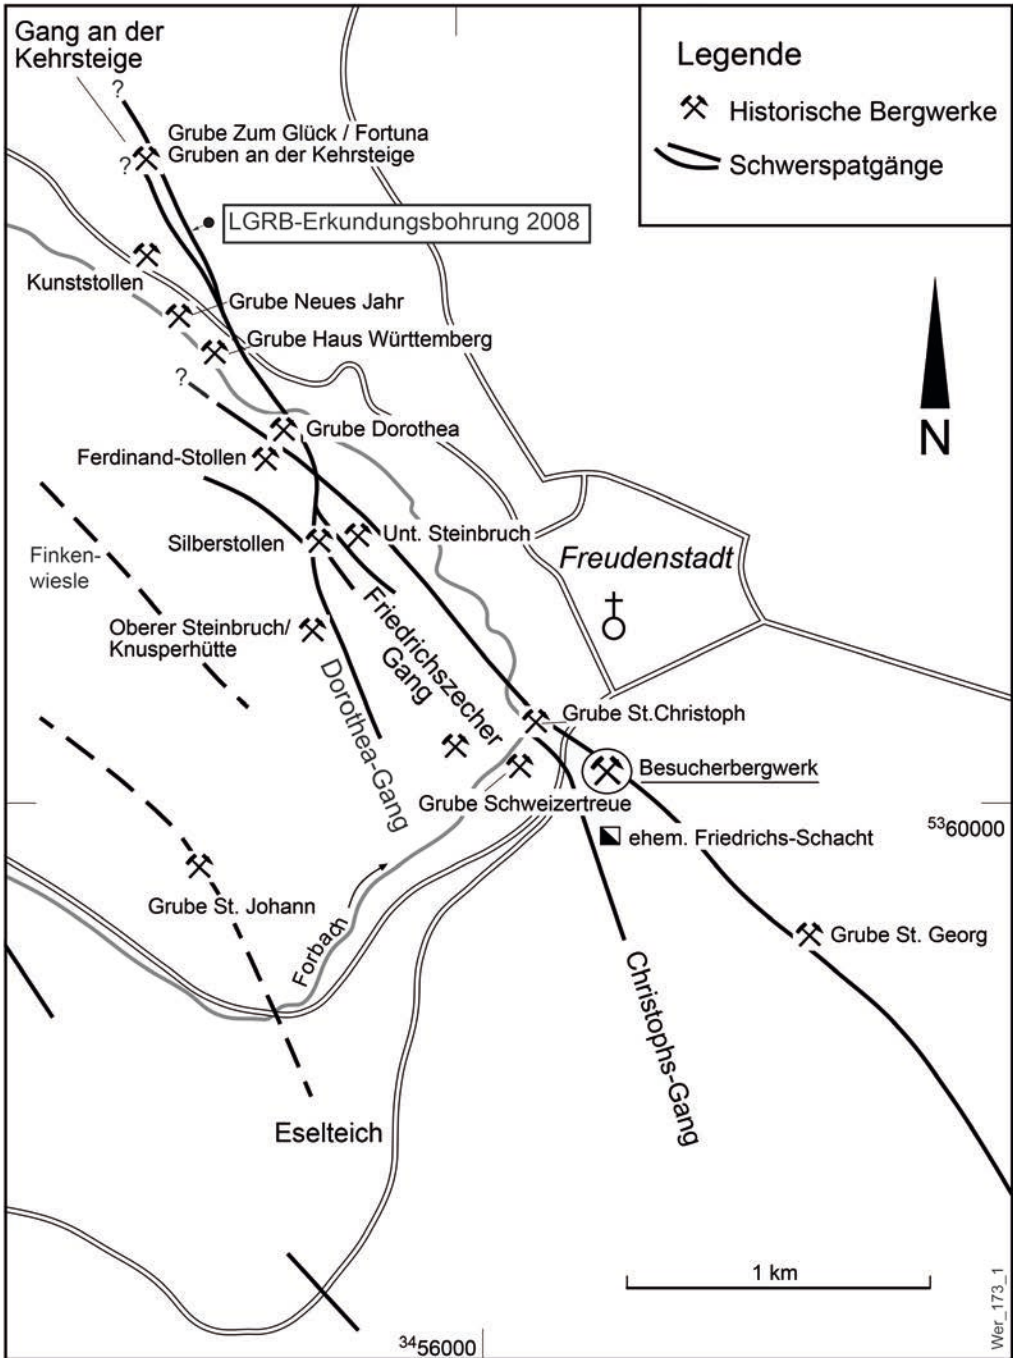 Gang an der
Kehrsteige
?
?
Grube Zum Glück / Fortuna
Gruben an der Kehrsteige
LGRB-Erkundungsbohrung 2008
Legende
Historische Bergwerke
Schwerspatgänge
Kunststollen
Grube Neues Jahr
Grube Haus Württemberg
?
N
Grube Dorothea
Ferdinand-Stollen
Silberstollen
Unt. Steinbruch
Freudenstadt
Finken-
wiesle
Oberer Steinbruch/
Knusperhütte
Friedrichszecher
Gang
Dorothea-Gang
Grube St.Christoph
Besucherbergwerk
Grube Schweizertreue
5360000
ehem. Friedrichs-Schacht
Grube St. Johann
Forbach
Grube St. Georg
Christophs-Gang
Eselteich
1 km
3456000
Wer_173_1